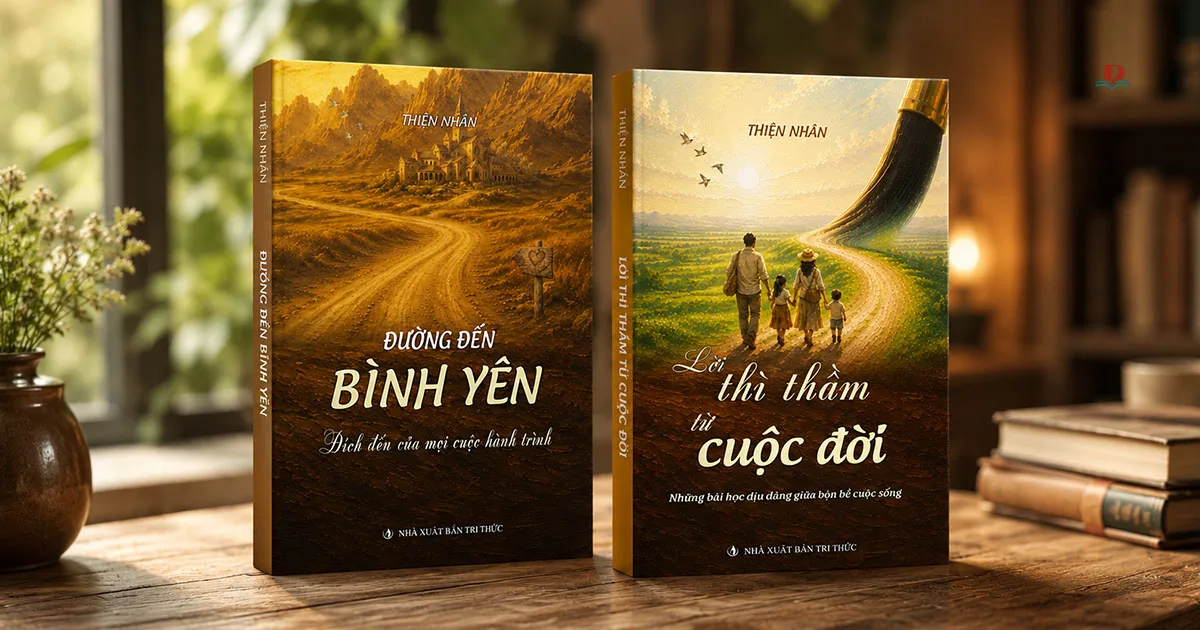 THIỆN NHÂN
ĐƯỜNG ĐẾN BÌNH YÊN
THIỆN NHÂN
ĐƯỜNG ĐẾN
BÌNH YÊN
Đích đến của mọi cuộc hành trình
NHÀ XUẤT BẢN TRI THỨC
THIỆN NHÂN
LỜI THÌ THẦM TỪ CUỘC ĐỜI
THIỆN NHÂN
Lời
thì thầm
từ
cuộc đời
Những bài học dịu dàng giữa bộn bề cuộc sống
NHÀ XUẤT BẢN TRI THỨC